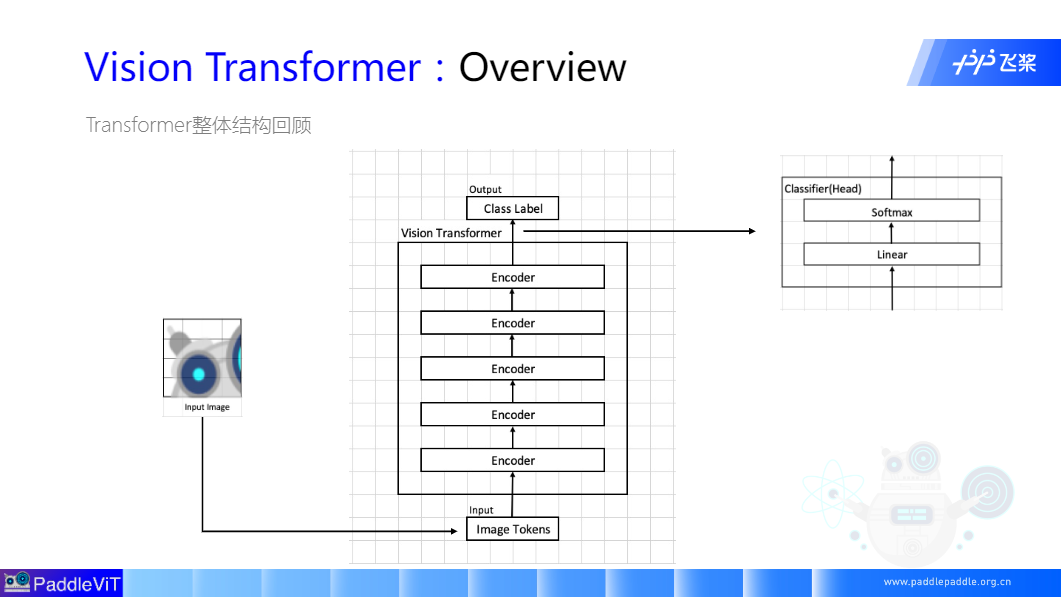 Vision Transformer：Overview
飞桨
Transformer整体结构回顾
Output
Class Label
Vision Transformer
Encoder
Encoder
Encoder
Encoder
Encoder
Input
Image Tokens
Input Image
Classifier(Head)
Softmax
Linear
PaddleViT
www.paddlepaddle.org.cn